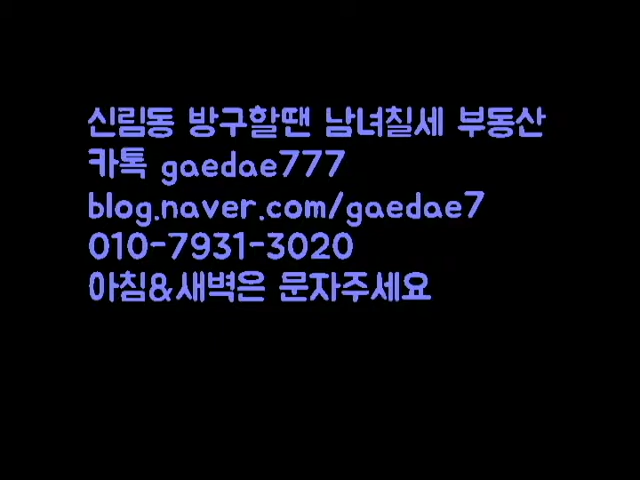 신림동 방구할땐 남녀칠세 부동산
카톡 gaedae777
blog.naver.com/gaedae7
010-7931-3020
아침&새벽은 문자주세요